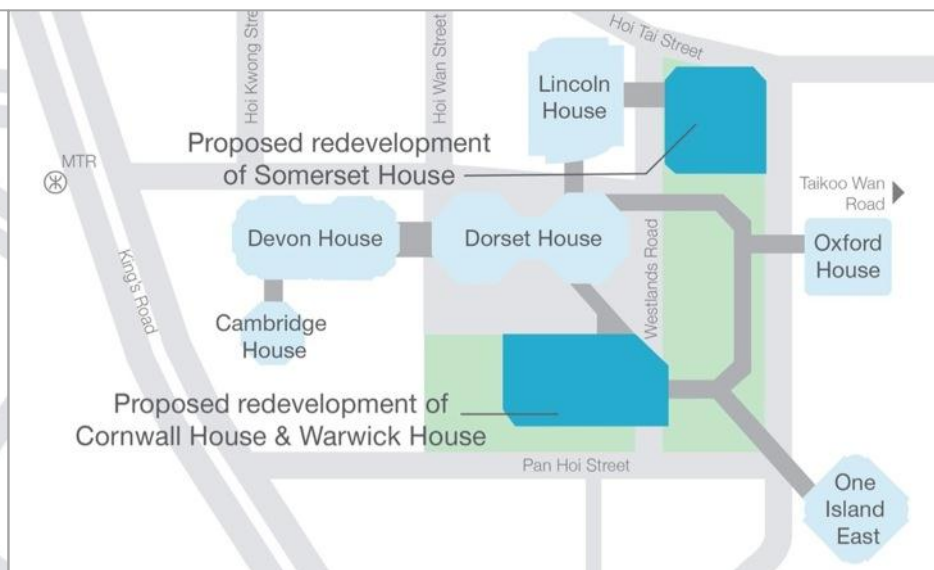 Hoi Tai Street
Hoi Kwong Stre
Hoi Wan Street
Lincoln
House
Proposed redevelopment
of Somerset House
MTR
Taikoo Wan
Road
Devon House
Dorset House
Oxford
House
King's Road
Westlands Road
Cambridge
House
Proposed redevelopment of
Cornwall House & Warwick House
Pan Hoi Street
One
Island
East